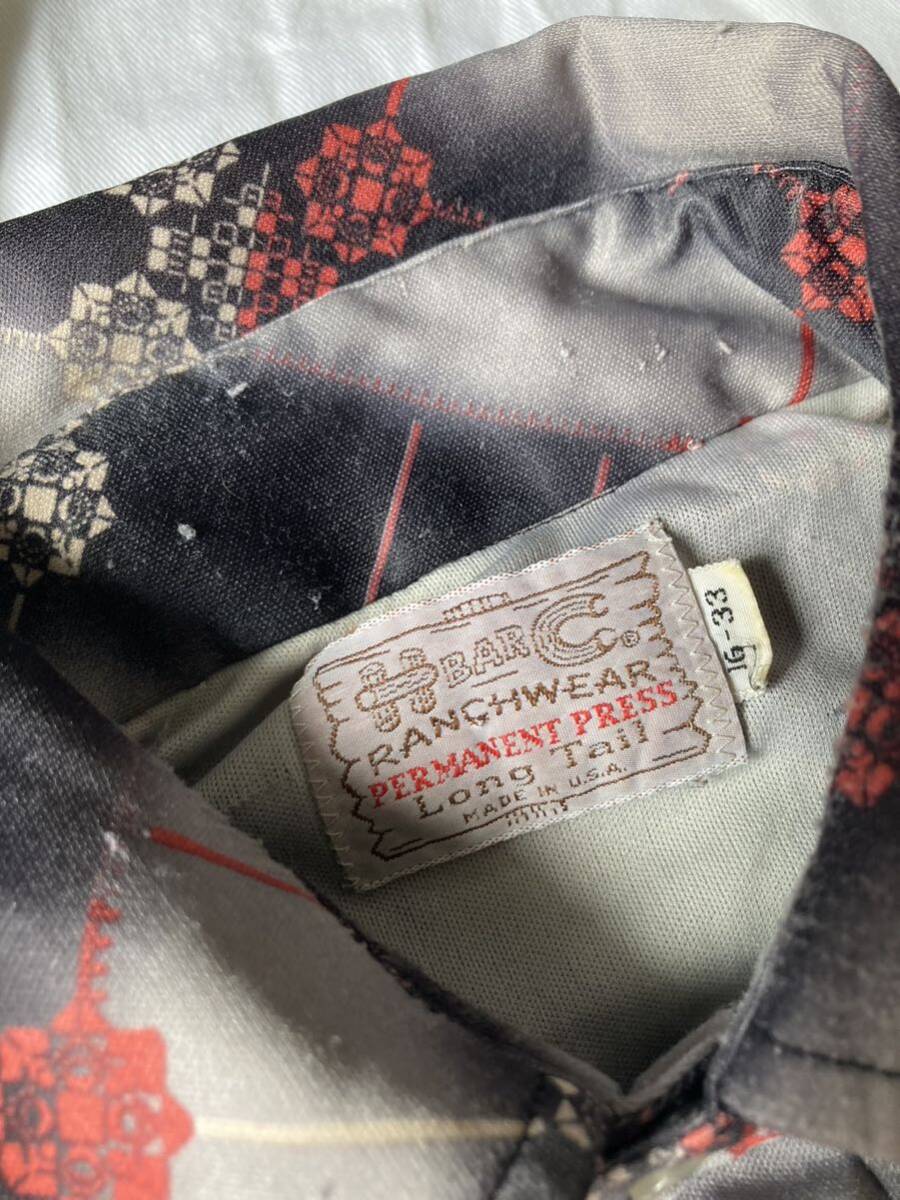 H BAR C ®
RANCHWEAR
PERMANENT PRESS
Long Tail
MADE IN U.S.A.
16-33